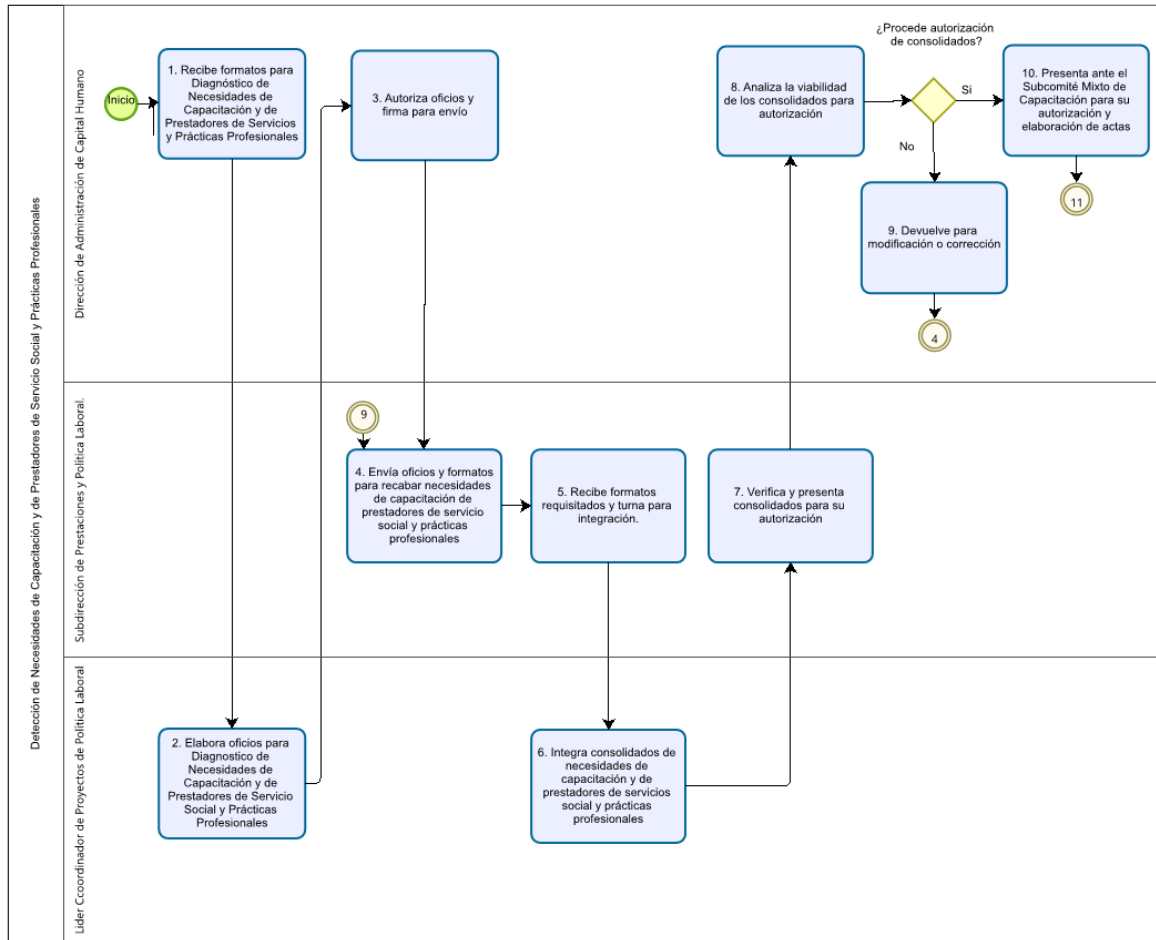 Detección de Necesidades de Capacitación y de Prestadores de Servicio Social y Prácticas Profesionales
Dirección de Administración de Capital Humano
Inicio
1. Recibe formatos para
Diagnóstico de
Necesidades de
Capacitación y de
Prestadores de Servicios
y Prácticas Profesionales
3. Autoriza oficios y
firma para envío
8. Analiza la viabilidad
de los consolidados para
autorización
¿Procede autorización
de consolidados?
Si
No
10. Presenta ante el
Subcomité Mixto de
Capacitación para su
autorización y
elaboración de actas
11
9. Devuelve para
modificación o corrección
4
Subdirección de Prestaciones y Política Laboral.
9
4. Envía oficios y formatos
para recabar necesidades
de capacitación de
prestadores de servicio
social y prácticas
profesionales
5. Recibe formatos
requisitados y turna para
integración.
7. Verifica y presenta
consolidados para su
autorización
Lider Ccoordinador de Proyectos de Política Laboral
2. Elabora oficios para
Diagnostico de
Necesidades de
Capacitación y de
Prestadores de Servicio
Social y Prácticas
Profesionales
6. Integra consolidados de
necesidades de
capacitación y de
prestadores de servicios
social y prácticas
profesionales